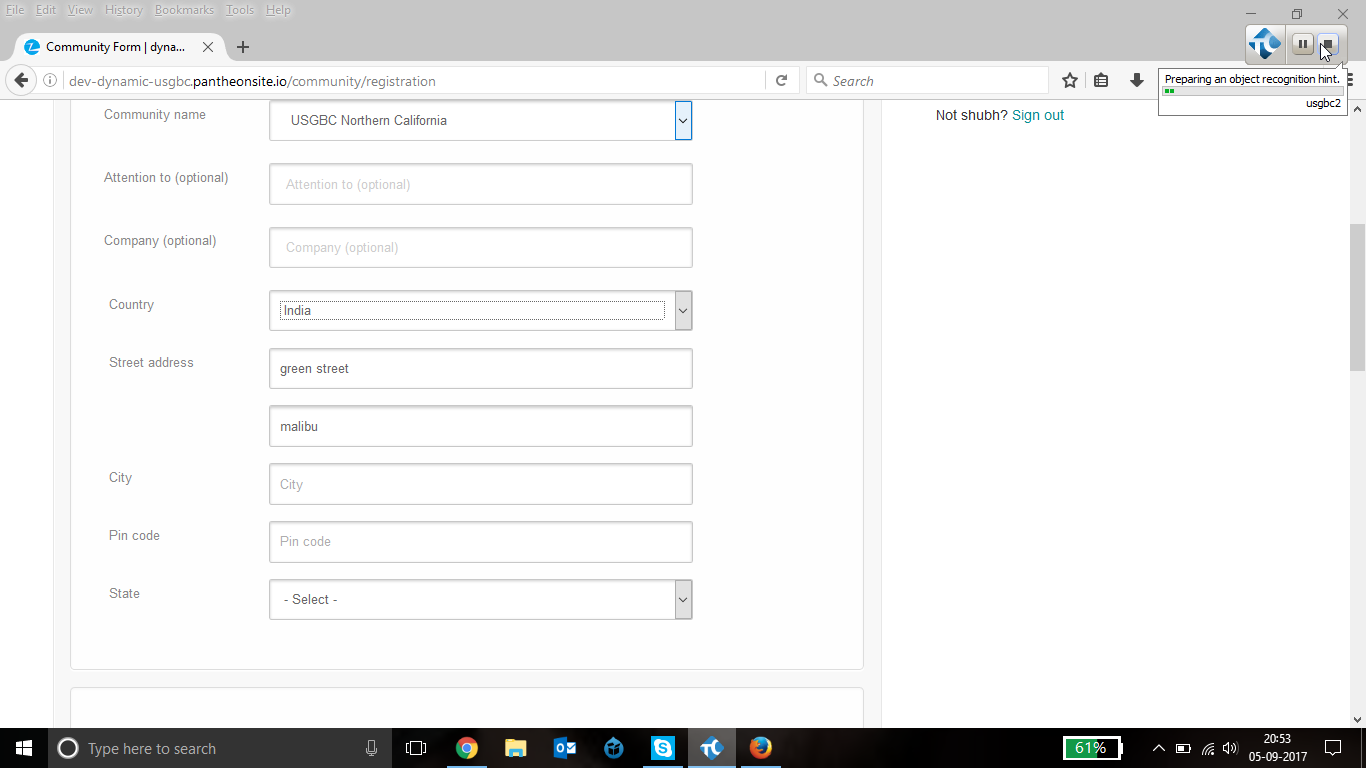 File Edit View History Bookmarks Tools Help
Community Form | dyna...
dev-dynamic-usgbc.pantheonsite.io/community/registration
Search
Preparing an object recognition hint.
usgbc2
Community name
USGBC Northern California
Not shubh? Sign out
Attention to (optional)
Attention to (optional)
Company (optional)
Company (optional)
Country
India
Street address
green street
malibu
City
City
Pin code
Pin code
State
- Select -
Type here to search
61%
20:53
05-09-2017